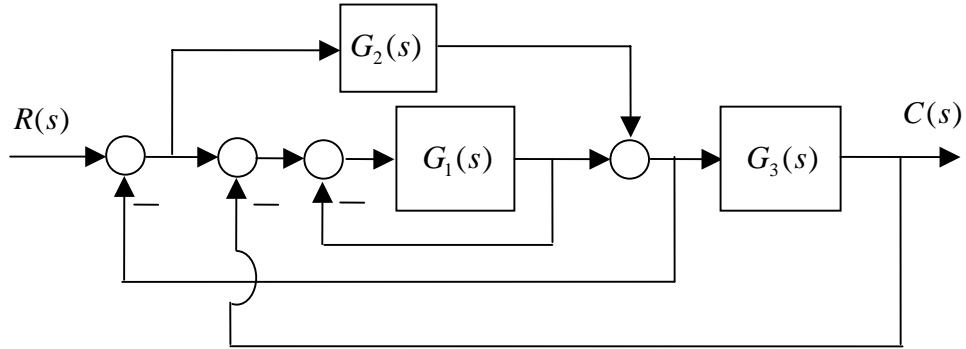 G₂(s)
R(s)
C(s)
G₁(s)
G₃(s)
— — —